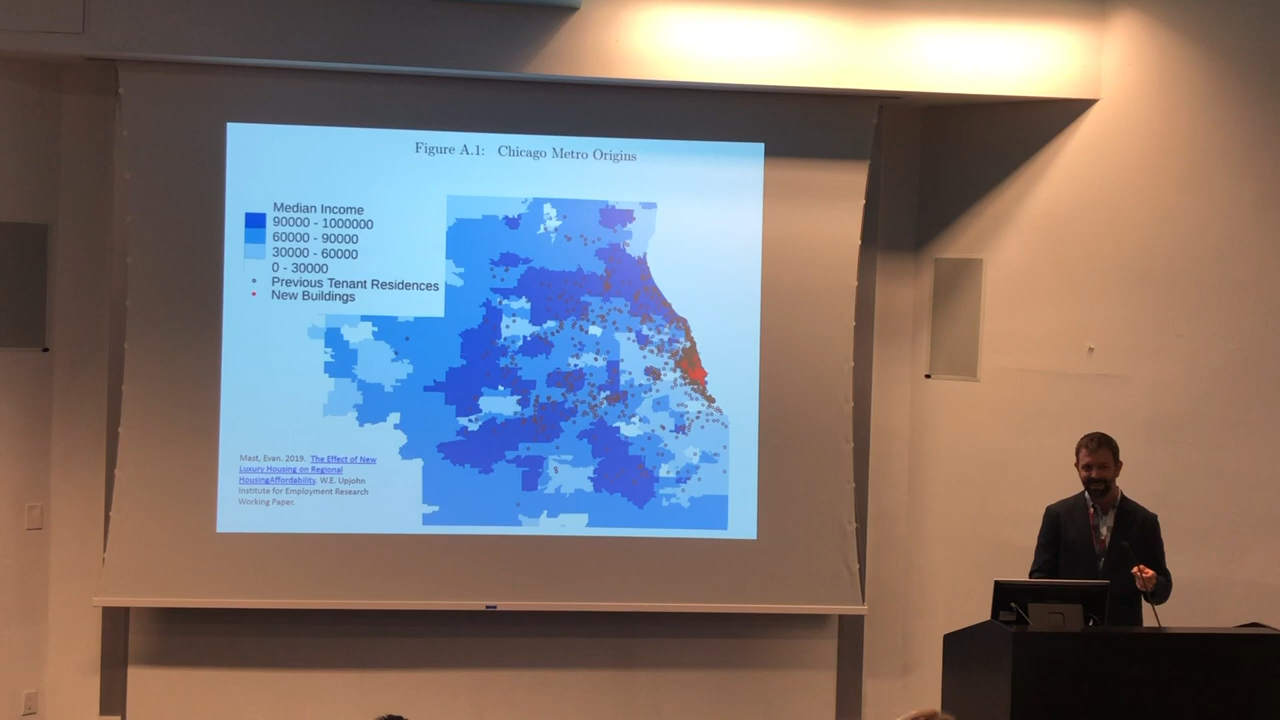 Figure A.1: Chicago Metro Origins
Median Income
90000 - 1000000
60000 - 90000
30000 - 60000
0 - 30000
Previous Tenant Residences
New Buildings
Mast, Evan. 2019. The Effect of New
Luxury Housing on Regional
HousingAffordability. W.E. Upjohn
Institute for Employment Research
Working Paper.